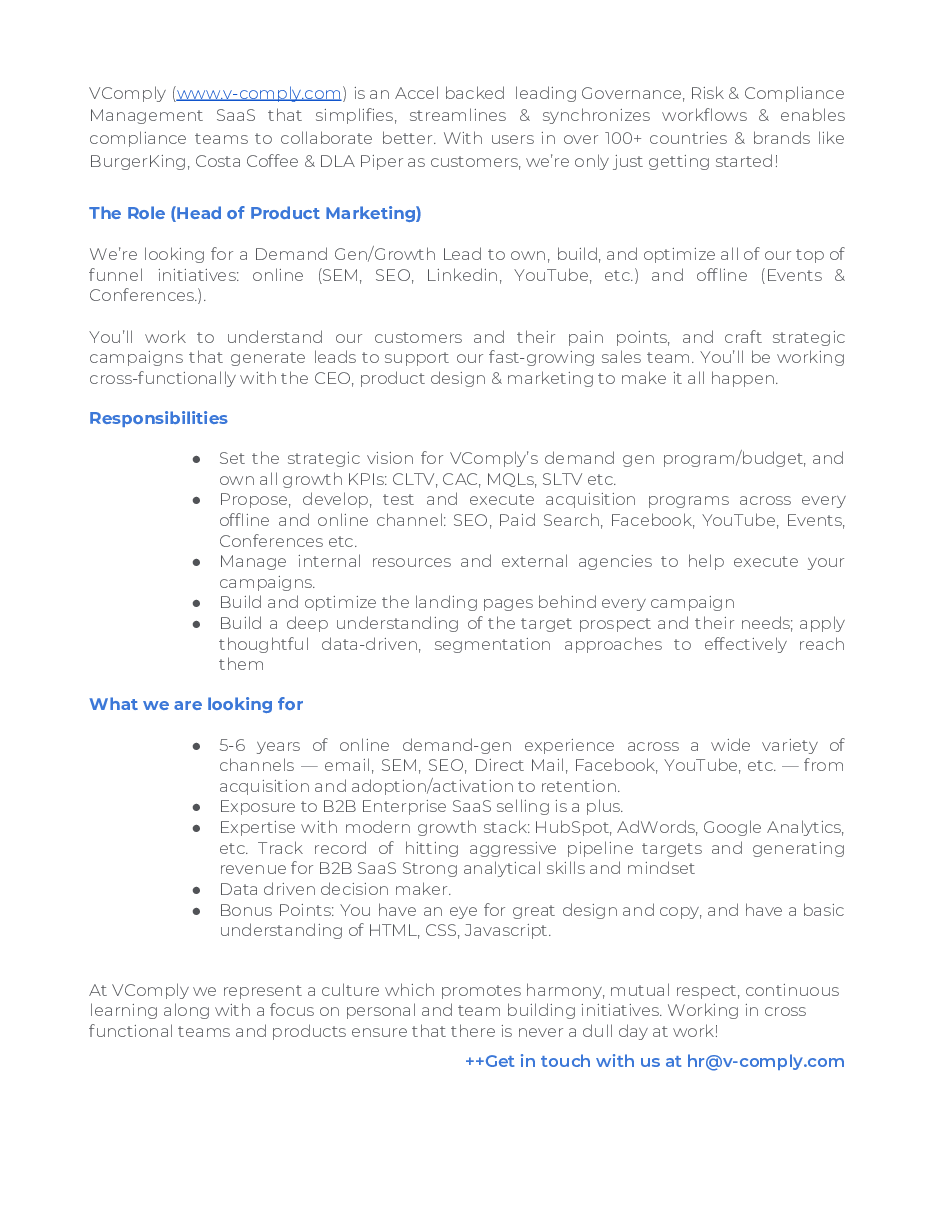 VComply (www.v-comply.com) is an Accel backed leading Governance, Risk & Compliance
Management SaaS that simplifies, streamlines & synchronizes workflows & enables
compliance teams to collaborate better. With users in over 100+ countries & brands like
BurgerKing, Costa Coffee & DLA Piper as customers, we're only just getting started!
The Role (Head of Product Marketing)
We're looking for a Demand Gen/Growth Lead to own, build, and optimize all of our top of
funnel initiatives: online (SEM, SEO, Linkedin, YouTube, etc.) and offline (Events &
Conferences.).
You'll work to understand our customers and their pain points, and craft strategic
campaigns that generate leads to support our fast-growing sales team. You'll be working
cross-functionally with the CEO, product design & marketing to make it all happen.
Responsibilities
● Set the strategic vision for VComply's demand gen program/budget, and
own all growth KPIs: CLTV, CAC, MQLs, SLTV etc.
● Propose, develop, test and execute acquisition programs across every
offline and online channel: SEO, Paid Search, Facebook, YouTube, Events,
Conferences etc.
● Manage internal resources and external agencies to help execute your
campaigns.
● Build and optimize the landing pages behind every campaign
● Build a deep understanding of the target prospect and their needs; apply
thoughtful data-driven, segmentation approaches to effectively reach
them
What we are looking for
● 5-6 years of online demand-gen experience across a wide variety of
channels — email, SEM, SEO, Direct Mail, Facebook, YouTube, etc. — from
acquisition and adoption/activation to retention.
● Exposure to B2B Enterprise SaaS selling is a plus.
● Expertise with modern growth stack: HubSpot, AdWords, Google Analytics,
etc. Track record of hitting aggressive pipeline targets and generating
revenue for B2B SaaS Strong analytical skills and mindset
● Data driven decision maker.
● Bonus Points: You have an eye for great design and copy, and have a basic
understanding of HTML, CSS, Javascript.
At VComply we represent a culture which promotes harmony, mutual respect, continuous
learning along with a focus on personal and team building initiatives. Working in cross
functional teams and products ensure that there is never a dull day at work!
++Get in touch with us at hr@v-comply.com